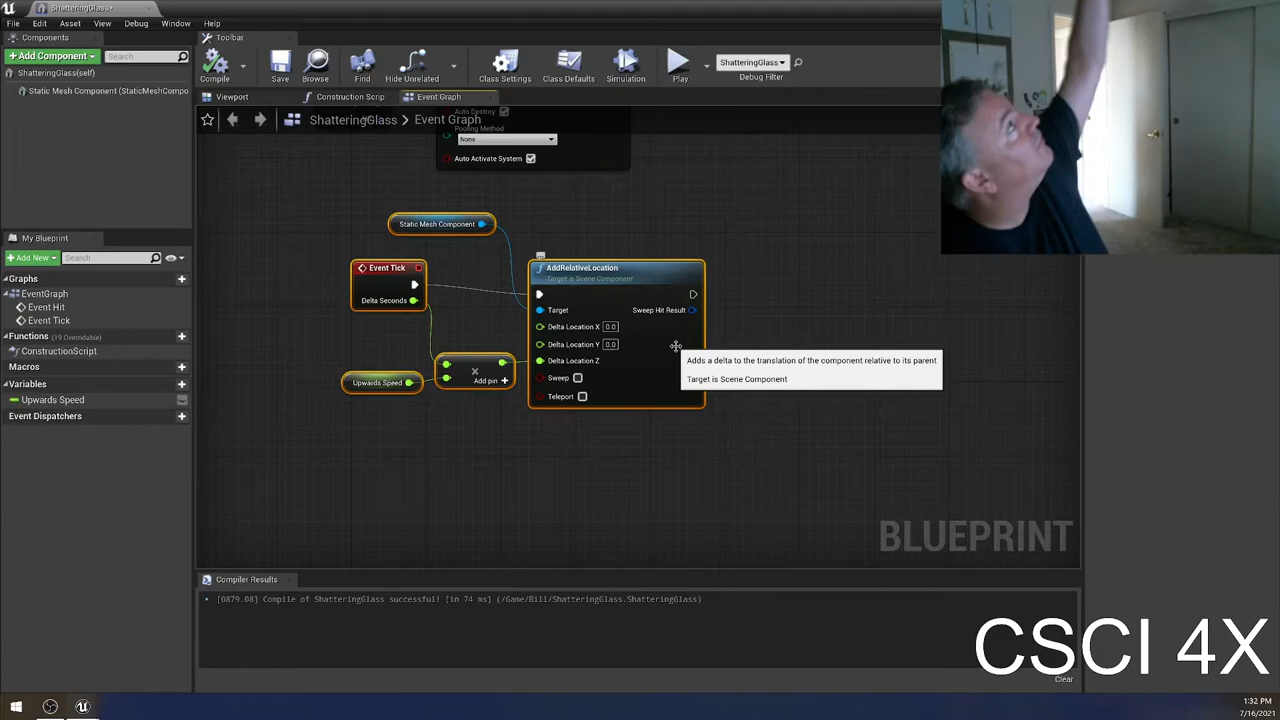 ShatteringGlass*
File Edit Asset View Debug Window Help
Components
Toolbar
Add Component
Search
ShatteringGlass(self)
Static Mesh Component (StaticMeshCompo
Compile
Save
Browse
Find
Hide Unrelated
Class Settings
Class Defaults
Simulation
Play
ShatteringGlass
Debug Filter
Viewport
Construction Scrip
Event Graph
Auto Destroy
ShatteringGlass > Event Graph
Pooling Method
None
Auto Activate System
Static Mesh Component
My Blueprint
Add New
Search
Graphs
EventGraph
Event Hit
Event Tick
Functions (19 Overridable)
ConstructionScript
Macros
Variables
Upwards Speed
Event Dispatchers
Event Tick
Delta Seconds
Upwards Speed
X
Add pin +
AddRelativeLocation
Target is Scene Component
Target
Sweep Hit Result
Delta Location X 0.0
Delta Location Y 0.0
Delta Location Z
Sweep
Teleport
Adds a delta to the translation of the component relative to its parent
Target is Scene Component
BLUEPRINT
Compiler Results
[0879.08] Compile of ShatteringGlass successful! [in 74 ms] (/Game/Bill/ShatteringGlass.ShatteringGlass)
CSCI 4X
Clear
1:32 PM
7/16/2021